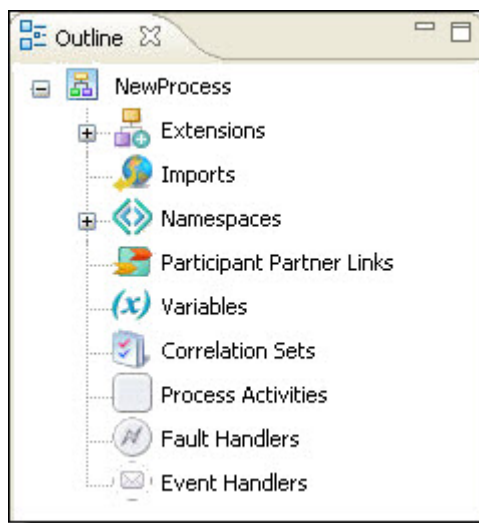 Outline
NewProcess
Extensions
Imports
Namespaces
Participant Partner Links
(x) Variables
Correlation Sets
Process Activities
Fault Handlers
Event Handlers